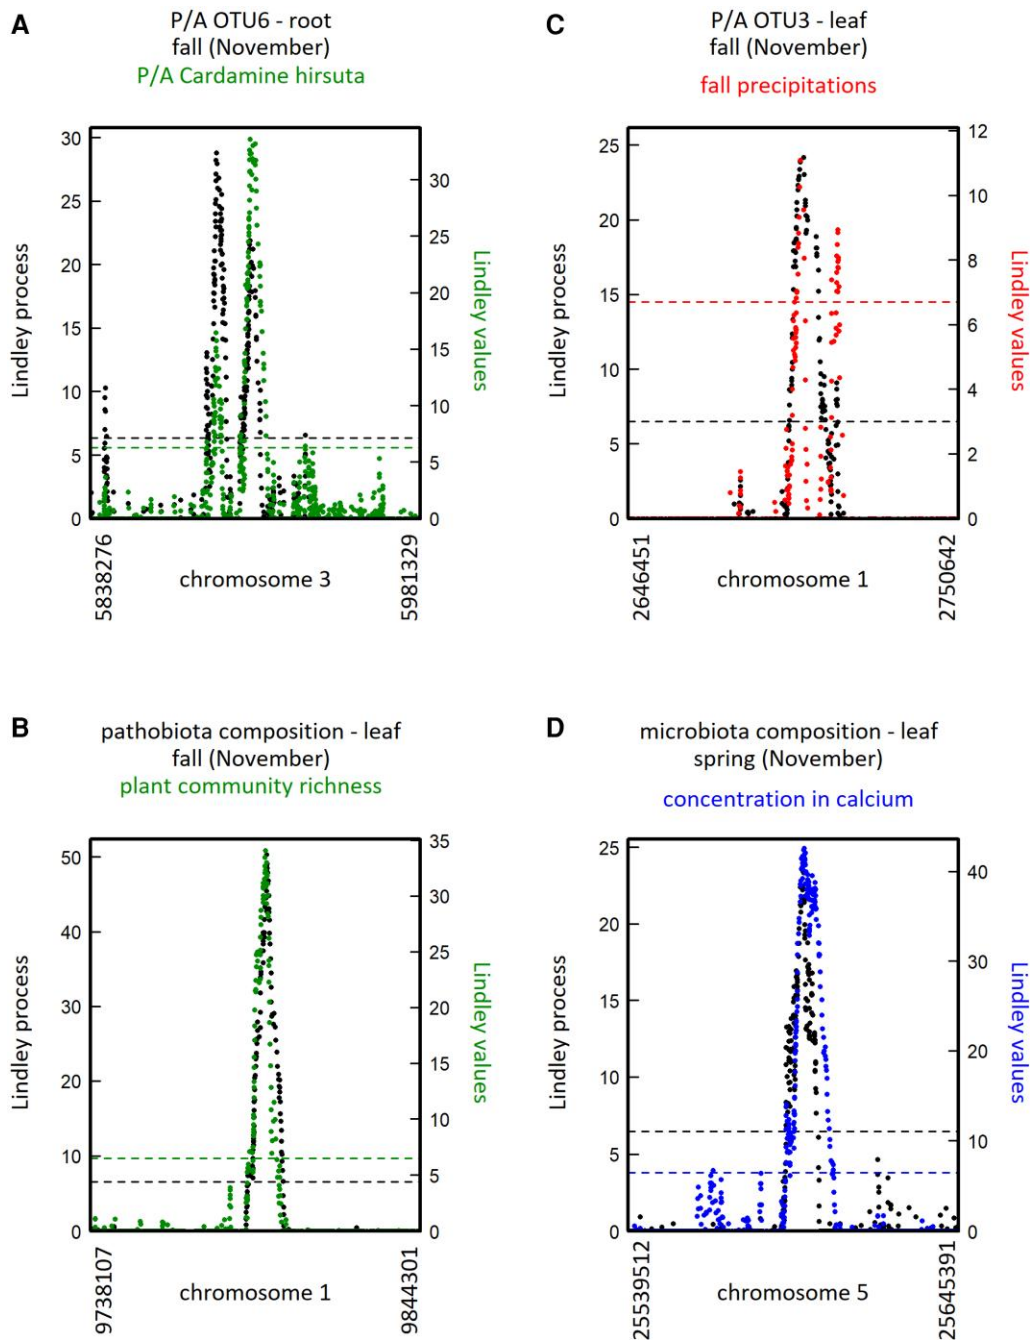 A
P/A OTU6 - root
fall (November)
P/A Cardamine hirsuta
30
25
20
15
10
5
0
30
25
20
15
10
5
0
Lindley process
Lindley values
5838276
chromosome 3
5981329
C
P/A OTU3 - leaf
fall (November)
fall precipitations
25
20
15
10
5
0
12
10
8
6
4
2
0
Lindley process
Lindley values
2646451
chromosome 1
2750642
B
pathobiota composition - leaf
fall (November)
plant community richness
50
40
30
20
10
0
35
30
25
20
15
10
5
0
Lindley process
Lindley values
9738107
chromosome 1
9844301
D
microbiota composition - leaf
spring (November)
concentration in calcium
25
20
15
10
5
0
40
30
20
10
0
Lindley process
Lindley values
25539512
chromosome 5
25645391